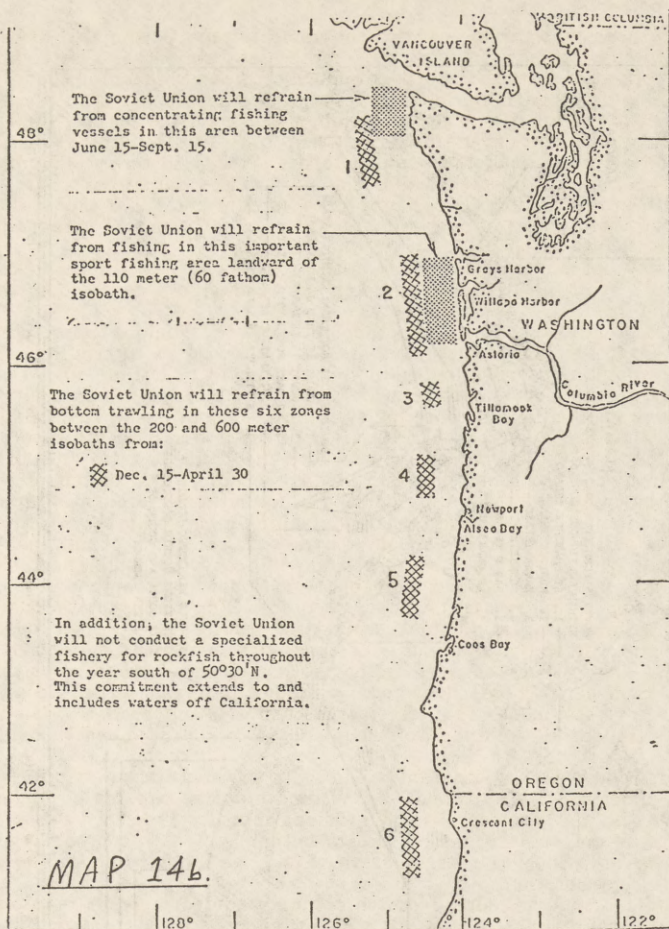 BRITISH COLUMBIA
VANCOUVER
ISLAND
The Soviet Union will refrain
from concentrating fishing
vessels in this area between
June 15-Sept. 15.
48°
1
The Soviet Union will refrain
from fishing in this important
sport fishing area landward of
the 110 meter (60 fathom)
isobath.
Grays Harbor
2
Willapa Harbor
WASHINGTON
46°
Astoria
Columbia River
The Soviet Union will refrain from
bottom trawling in these six zones
between the 200 and 600 meter
isobaths from:
3
Tillamook
Bay
Dec. 15-April 30
4
Newport
Alsea Bay
44°
5
In addition, the Soviet Union
will not conduct a specialized
fishery for rockfish throughout
the year south of 50°30'N.
This commitment extends to and
includes waters off California.
Coos Bay
42°
OREGON
CALIFORNIA
6
Crescent City
MAP 14b.
128°
126°
124°
122°